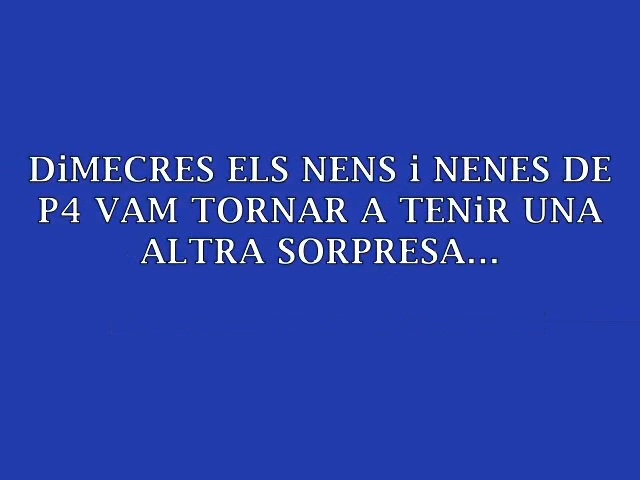 DiMECRES ELS NENS i NENES DE
P4 VAM TORNAR A TENiR UNA
ALTRA SORPRESA...